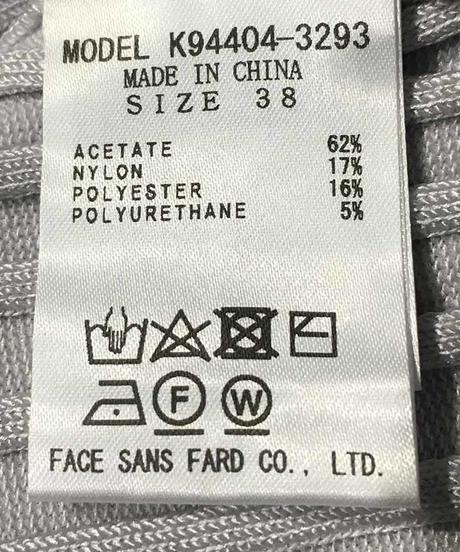 MODEL K94404-3293
MADE IN CHINA
SIZE 38
ACETATE 62%
NYLON 17%
POLYESTER 16%
POLYURETHANE 5%
F W
FACE SANS FARD CO., LTD.